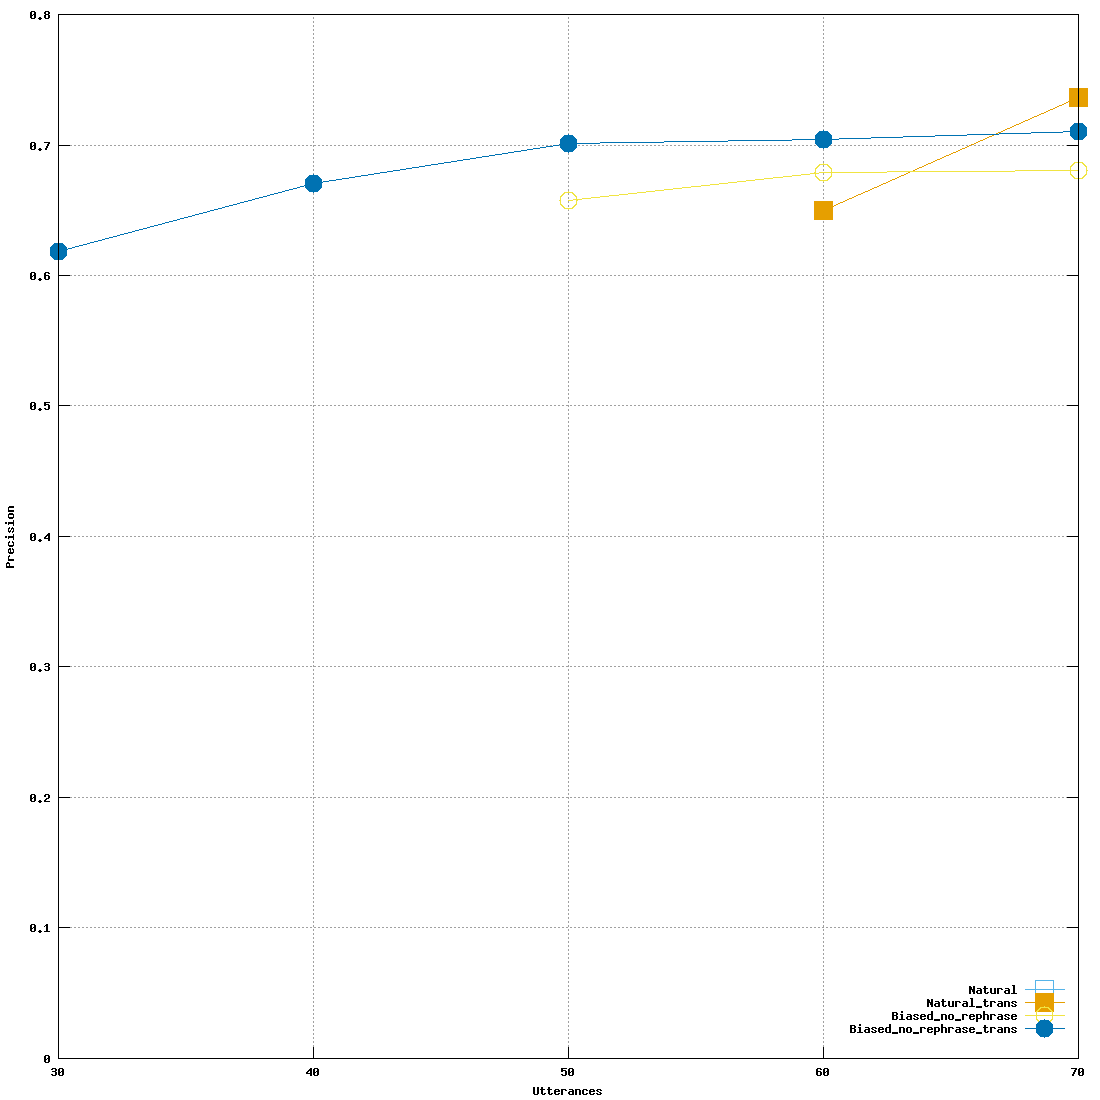 0.8
0.7
0.6
0.5
0.4
0.3
0.2
0.1
0
Precision
30 40 50 60 70
Utterances
Natural
Natural_trans
Biased_no_rephrase
Biased_no_rephrase_trans